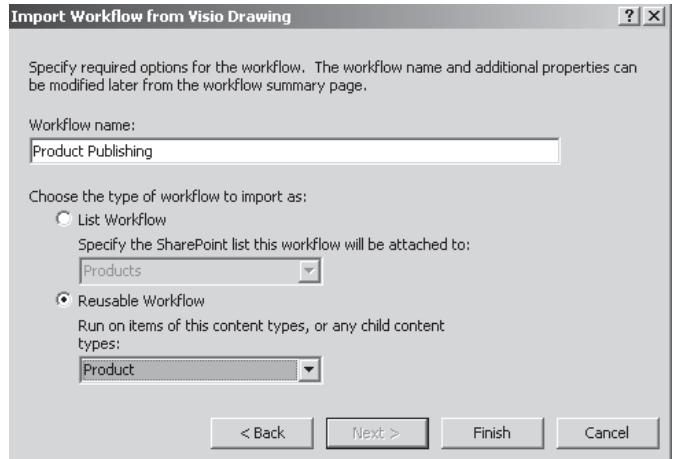 Import Workflow from Visio Drawing
Specify required options for the workflow. The workflow name and additional properties can
be modified later from the workflow summary page.
Workflow name:
Product Publishing
Choose the type of workflow to import as:
List Workflow
Specify the SharePoint list this workflow will be attached to:
Products
Reusable Workflow
Run on items of this content types, or any child content
types:
Product
< Back Next > Finish Cancel